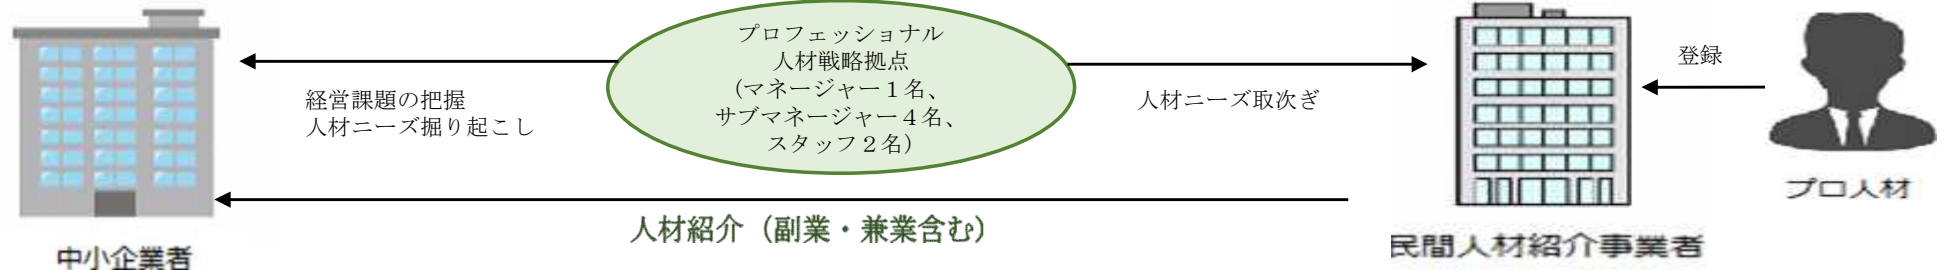 プロフェッショナル
人材戦略拠点
（マネージャー１名、
サブマネージャー４名、
スタッフ２名）
経営課題の把握
人材ニーズ掘り起こし
人材ニーズ取次ぎ
登録
プロ人材
人材紹介（副業・兼業含む）
民間人材紹介事業者
中小企業者